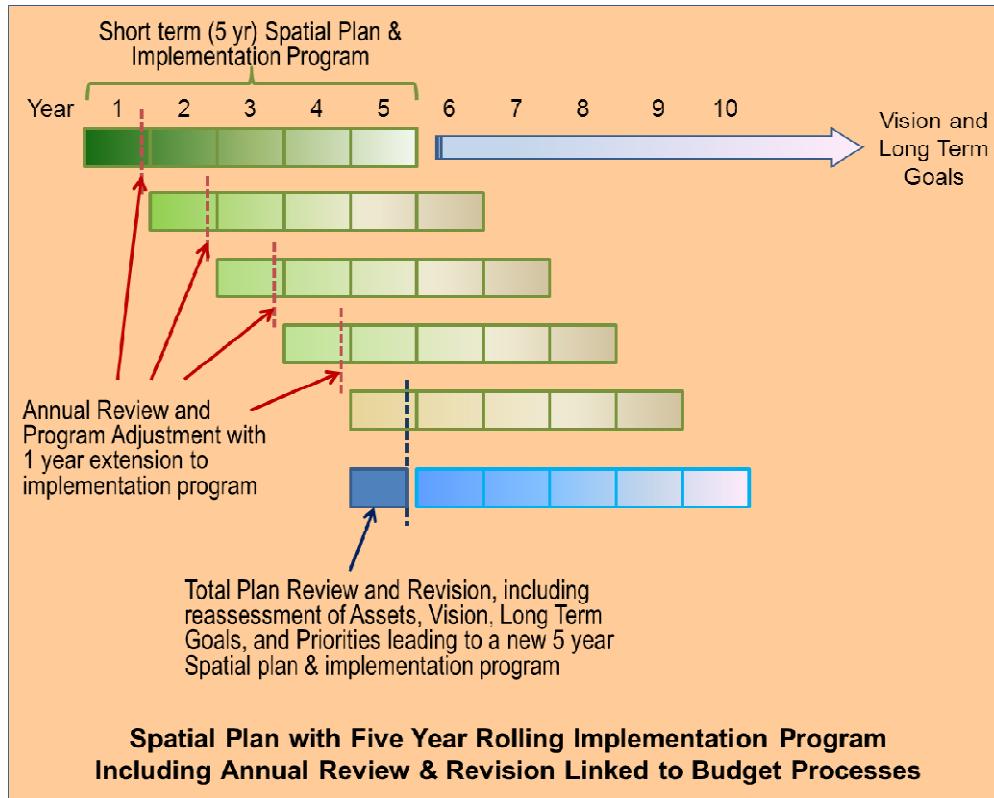 Short term (5 yr) Spatial Plan &
Implementation Program
Year 1 2 3 4 5 6 7 8 9 10
Vision and
Long Term
Goals
Annual Review and
Program Adjustment with
1 year extension to
implementation program
Total Plan Review and Revision, including
reassessment of Assets, Vision, Long Term
Goals, and Priorities leading to a new 5 year
Spatial plan & implementation program
Spatial Plan with Five Year Rolling Implementation Program
Including Annual Review & Revision Linked to Budget Processes